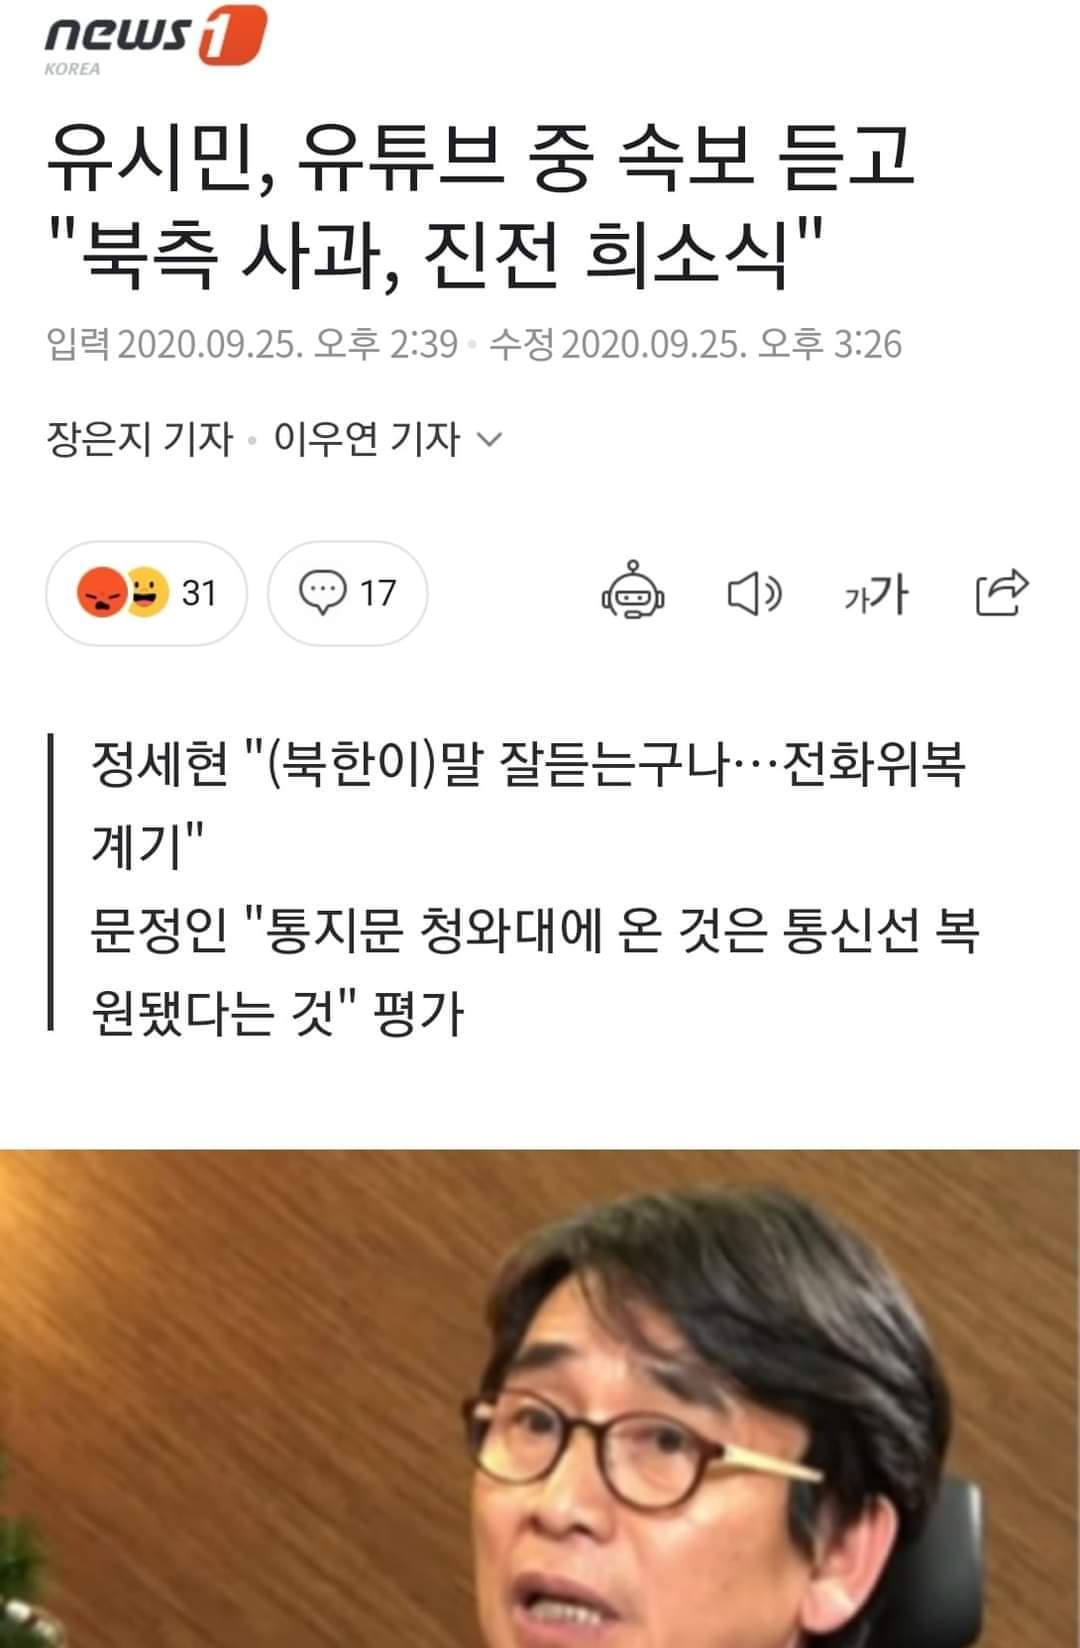 news1
KOREA
유시민, 유튜브 중 속보 듣고
"북측 사과, 진전 희소식"
입력 2020.09.25. 오후 2:39 · 수정 2020.09.25. 오후 3:26
장은지 기자 · 이우연 기자
31
17
가가
정세현 "(북한이)말 잘듣는구나…전화위복
계기"
문정인 "통지문 청와대에 온 것은 통신선 복
원됐다는 것" 평가